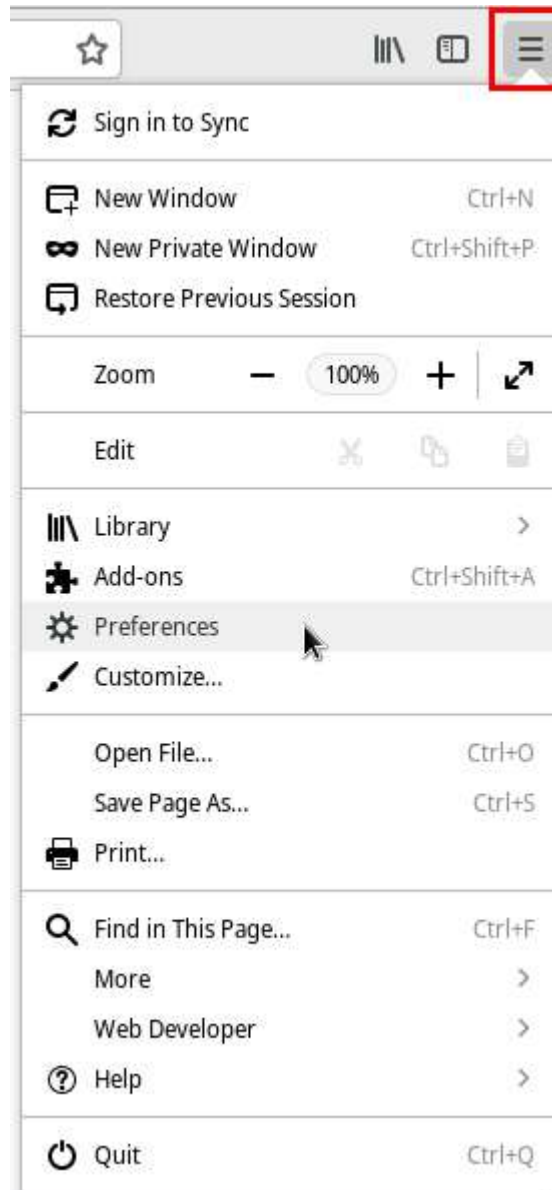 Sign in to Sync
New Window Ctrl+N
New Private Window Ctrl+Shift+P
Restore Previous Session
Zoom 100%
Edit
Library
Add-ons Ctrl+Shift+A
Preferences
Customize...
Open File... Ctrl+O
Save Page As... Ctrl+S
Print...
Find in This Page... Ctrl+F
More
Web Developer
Help
Quit Ctrl+Q